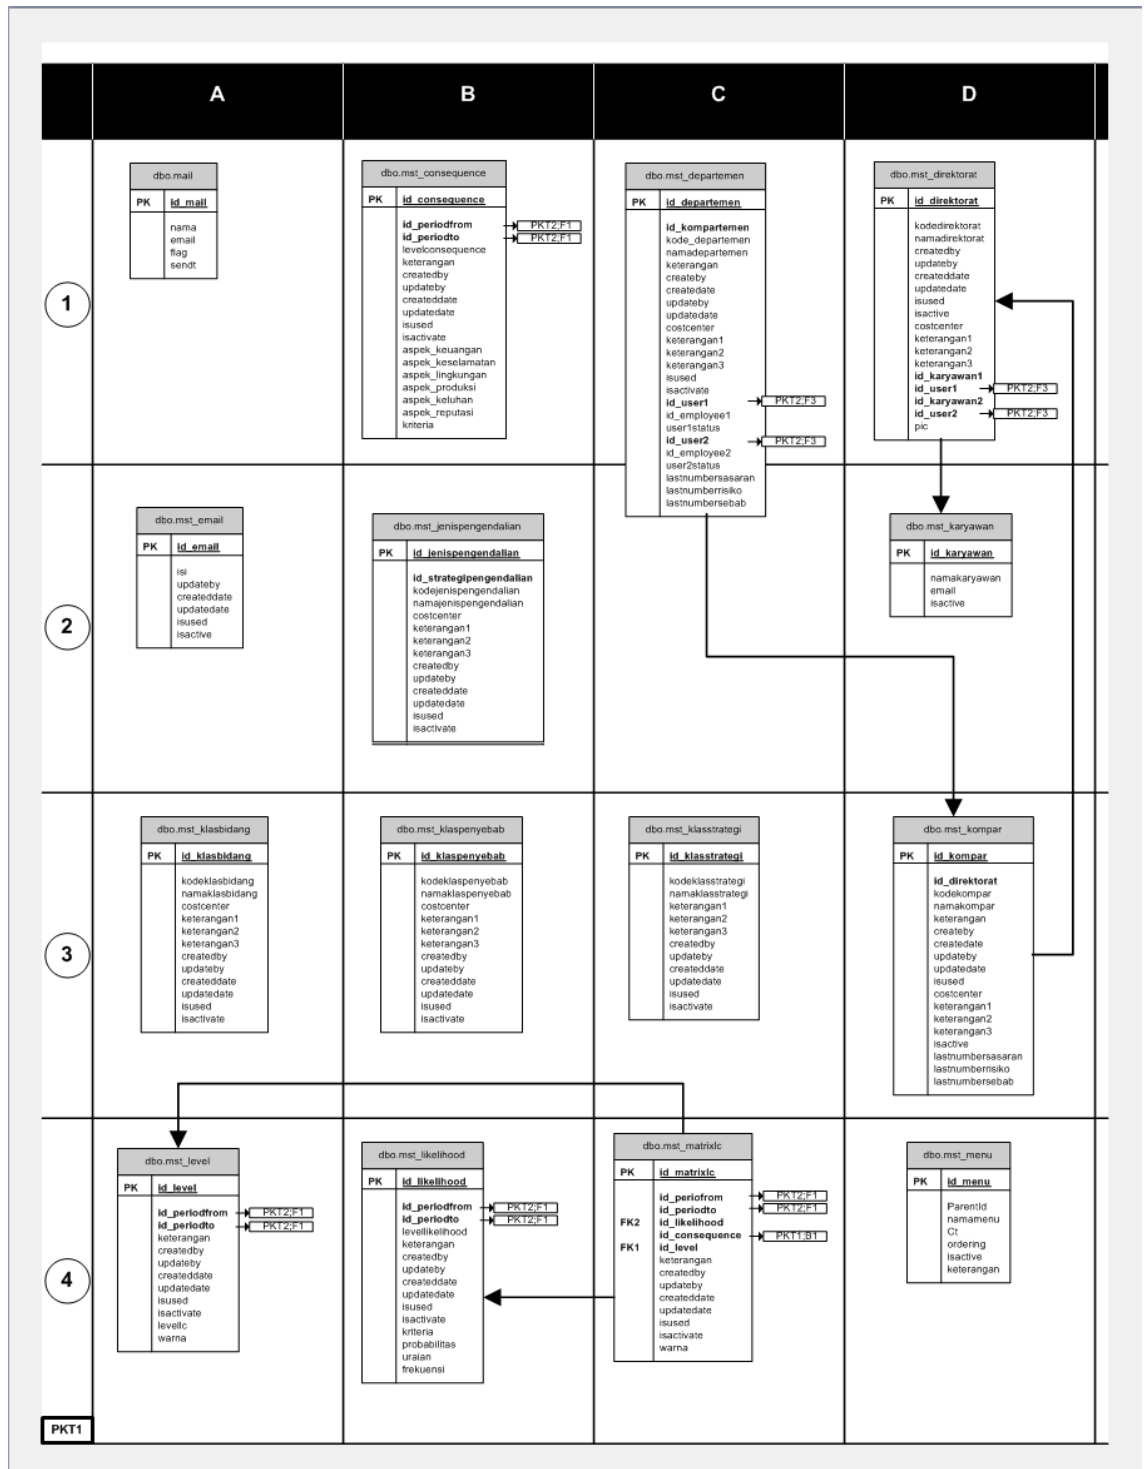 A
B
C
D
1
dbo.mail
PK id_mail
nama
email
flag
sendt
dbo.mst_consequence
PK id_consequence
id_periodfrom PKT2;F1
id_periodto PKT2;F1
levelconsequence
keterangan
createdby
updateby
createddate
updatedate
isused
isactivate
aspek_keuangan
aspek_keselamatan
aspek_lingkungan
aspek_produksi
aspek_keluhan
aspek_reputasi
kriteria
dbo.mst_departemen
PK id_departemen
id_kompartemen
kode_departemen
namadepartemen
keterangan
createby
createdate
updateby
updatedate
costcenter
keterangan1
keterangan2
keterangan3
isused
isactivate
id_user1 PKT2;F3
id_employee1
user1status
id_user2 PKT2;F3
id_employee2
user2status
lastnumbersasaran
lastnumberrisiko
lastnumbersebab
dbo.mst_direktorat
PK id_direktorat
kodedirektorat
namadirektorat
createdby
updateby
createddate
updatedate
isused
isactive
costcenter
keterangan1
keterangan2
keterangan3
id_karyawan1
id_user1 PKT2;F3
id_karyawan2
id_user2 PKT2;F3
pic
2
dbo.mst_email
PK id_email
isi
updateby
createddate
updatedate
isused
isactive
dbo.mst_jenispengendalian
PK id_jenispengendalian
id_strategipengendalian
kodejenispengendalian
namajenispengendalian
costcenter
keterangan1
keterangan2
keterangan3
createdby
updateby
createddate
updatedate
isused
isactivate
dbo.mst_karyawan
PK id_karyawan
namakaryawan
email
isactive
3
dbo.mst_klasbidang
PK id_klasbidang
kodeklasbidang
namaklasbidang
costcenter
keterangan1
keterangan2
keterangan3
createdby
updateby
createddate
updatedate
isused
isactivate
dbo.mst_klaspenyebab
PK id_klaspenyebab
kodeklaspenyebab
namaklaspenyebab
costcenter
keterangan1
keterangan2
keterangan3
createdby
updateby
createddate
updatedate
isused
isactivate
dbo.mst_klasstrategi
PK id_klasstrategi
kodeklasstrategi
namaklasstrategi
keterangan1
keterangan2
keterangan3
createdby
updateby
createddate
updatedate
isused
isactivate
dbo.mst_kompar
PK id_kompar
id_direktorat
kodekompar
namakompar
keterangan
createby
createdate
updateby
updatedate
isused
costcenter
keterangan1
keterangan2
keterangan3
isactive
lastnumbersasaran
lastnumberrisiko
lastnumbersebab
4
dbo.mst_level
PK id_level
id_periodfrom PKT2;F1
id_periodto PKT2;F1
keterangan
createdby
updateby
createddate
updatedate
isused
isactivate
levellc
warna
dbo.mst_likelihood
PK id_likelihood
id_periodfrom PKT2;F1
id_periodto PKT2;F1
levellikelihood
keterangan
createdby
updateby
createddate
updatedate
isused
isactivate
kriteria
probabilitas
uraian
frekuensi
dbo.mst_matrixlc
PK id_matrixlc
id_periofrom PKT2;F1
id_periodto PKT2;F1
FK2 id_likelihood
id_consequence PKT1;B1
FK1 id_level
keterangan
createdby
updateby
createddate
updatedate
isused
isactivate
warna
dbo.mst_menu
PK id_menu
ParentId
namamenu
Ct
ordering
isactive
keterangan
PKT1